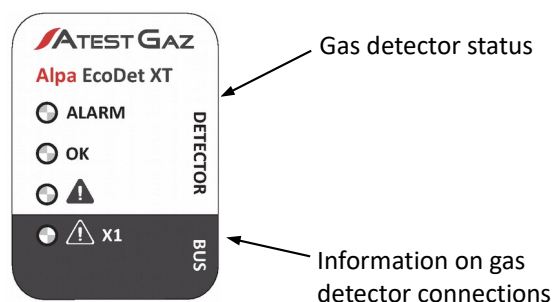 ATEST GAZ
Alpa EcoDet XT
ALARM
OK
X1
DETECTOR
BUS
Gas detector status
Information on gas
detector connections